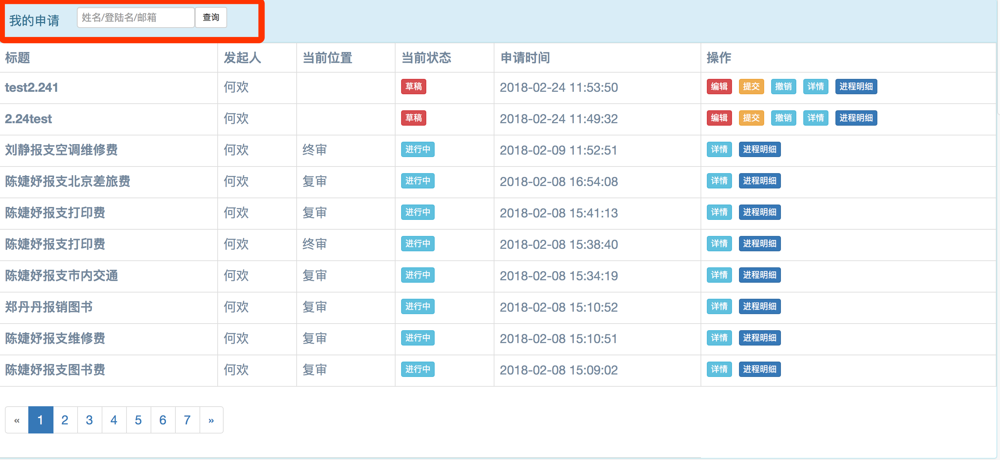 我的申请 姓名/登陆名/邮箱 查询
标题 发起人 当前位置 当前状态 申请时间 操作
test2.241 何欢 草稿 2018-02-24 11:53:50 编辑 提交 撤销 详情 进程明细
2.24test 何欢 草稿 2018-02-24 11:49:32 编辑 提交 撤销 详情 进程明细
刘静报支空调维修费 何欢 终审 进行中 2018-02-09 11:52:51 详情 进程明细
陈婕妤报支北京差旅费 何欢 复审 进行中 2018-02-08 16:54:08 详情 进程明细
陈婕妤报支打印费 何欢 复审 进行中 2018-02-08 15:41:13 详情 进程明细
陈婕妤报支打印费 何欢 终审 进行中 2018-02-08 15:38:40 详情 进程明细
陈婕妤报支市内交通 何欢 复审 进行中 2018-02-08 15:34:19 详情 进程明细
郑丹丹报销图书 何欢 复审 进行中 2018-02-08 15:10:52 详情 进程明细
陈婕妤报支维修费 何欢 复审 进行中 2018-02-08 15:10:51 详情 进程明细
陈婕妤报支图书费 何欢 复审 进行中 2018-02-08 15:09:02 详情 进程明细
« 1 2 3 4 5 6 7 »